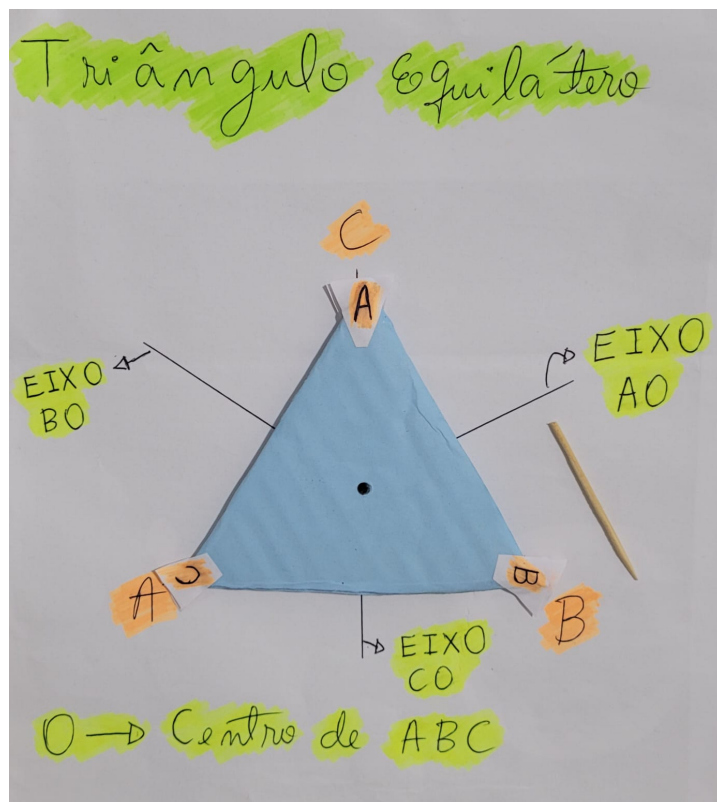 Triângulo Equilátero
C
A
EIXO
AO
EIXO
BO
A
C
B
B
EIXO
CO
O → Centro de ABC